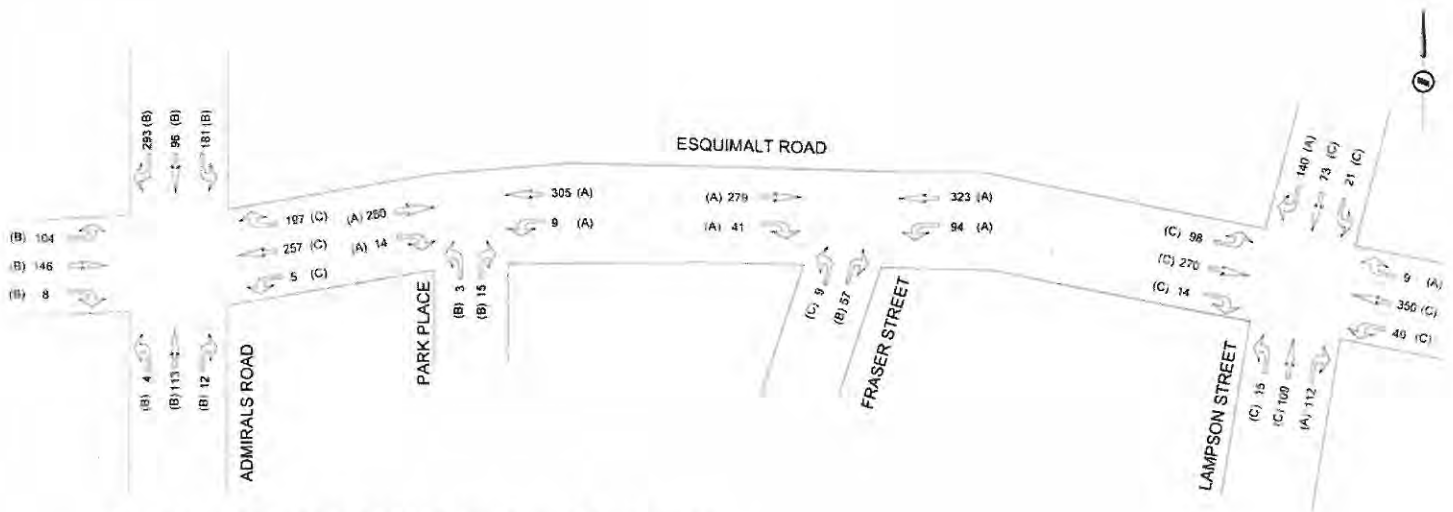 ESQUIMALT ROAD
293 (B)
96 (B)
181 (B)
(B) 104
(B) 146
(B) 8
(B) 4
(B) 113
(B) 12
ADMIRALS ROAD
197 (C)
257 (C)
5 (C)
(A) 14
PARK PLACE
(B) 3
(B) 15
305 (A)
9 (A)
(A) 279
(A) 41
(C) 9
(B) 57
FRASER STREET
323 (A)
94 (A)
(C) 98
(C) 270
(C) 14
140 (A)
73 (C)
21 (C)
9 (A)
350 (C)
(C) 15
(C) 109
(A) 112
LAMPSON STREET